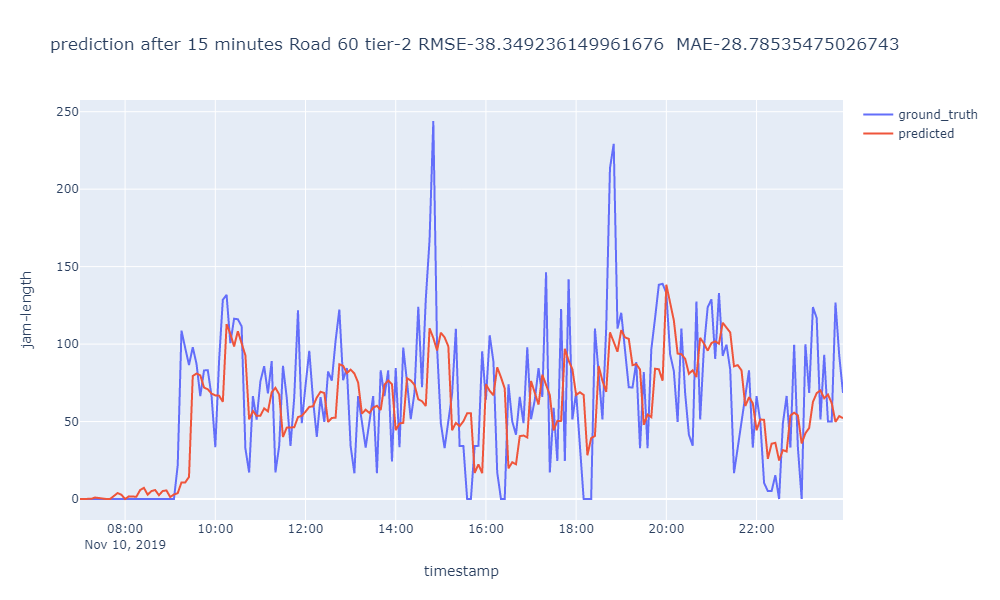 prediction after 15 minutes Road 60 tier-2 RMSE-38.349236149961676  MAE-28.78535475026743
ground_truth
predicted
250
200
150
100
50
0
jam-length
08:00 10:00 12:00 14:00 16:00 18:00 20:00 22:00
Nov 10, 2019
timestamp